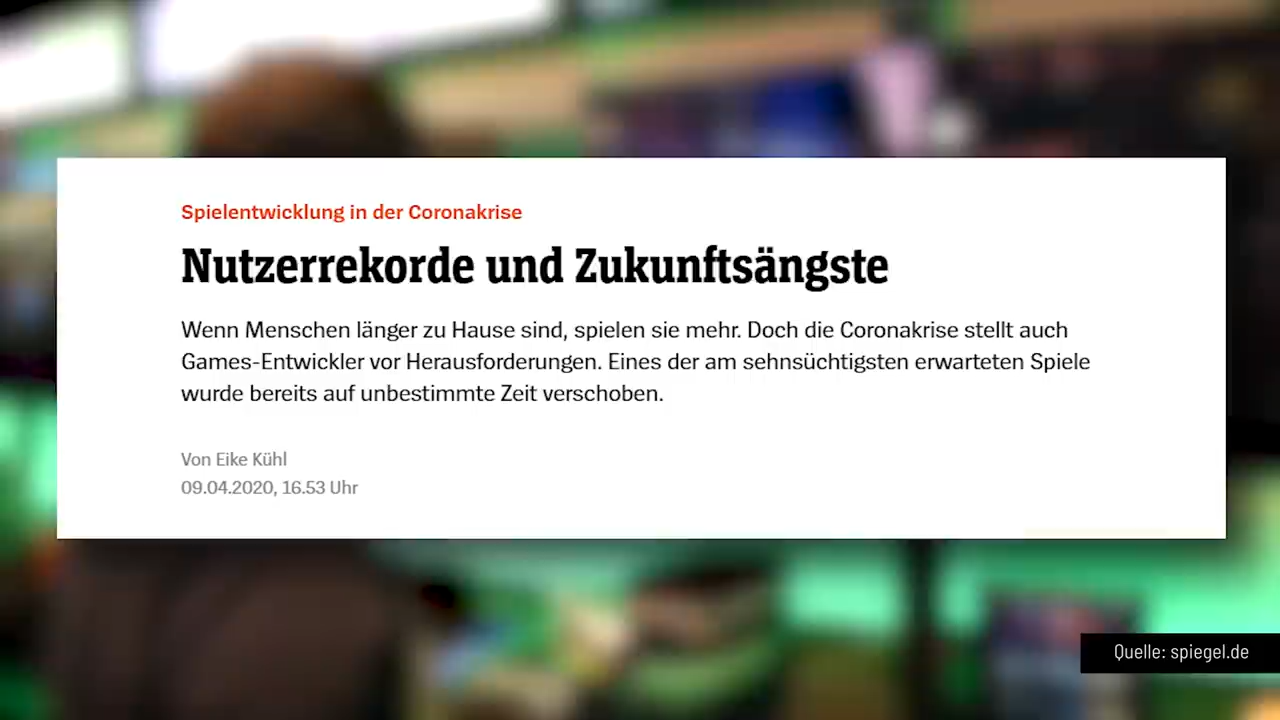 Spielentwicklung in der Coronakrise
Nutzerrekorde und Zukunftsängste
Wenn Menschen länger zu Hause sind, spielen sie mehr. Doch die Coronakrise stellt auch
Games-Entwickler vor Herausforderungen. Eines der am sehnsüchtigsten erwarteten Spiele
wurde bereits auf unbestimmte Zeit verschoben.
Von Eike Kühl
09.04.2020, 16.53 Uhr
Quelle: spiegel.de